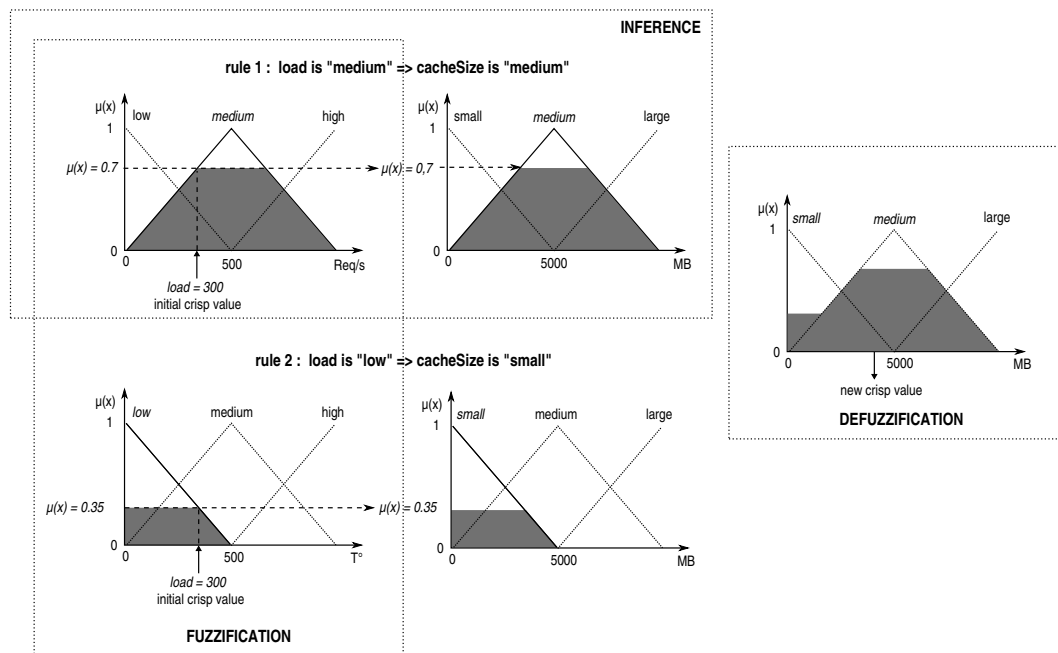 INFERENCE
rule 1 : load is "medium" => cacheSize is "medium"
µ(x)
low
medium
high
1
µ(x) = 0.7
0
0
500
Req/s
load = 300
initial crisp value
µ(x)
small
medium
large
1
µ(x) = 0,7
0
0
5000
MB
µ(x)
small
medium
large
1
0
0
5000
MB
new crisp value
DEFUZZIFICATION
rule 2 : load is "low" => cacheSize is "small"
µ(x)
low
medium
high
1
µ(x) = 0.35
0
0
500
T°
load = 300
initial crisp value
µ(x)
small
medium
large
1
µ(x) = 0.35
0
0
5000
MB
FUZZIFICATION